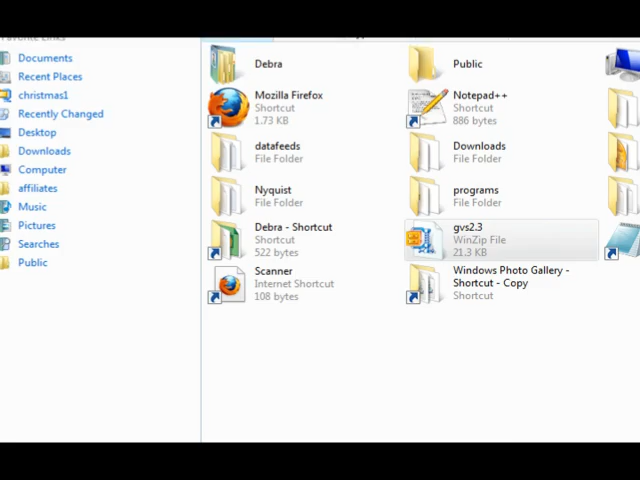 Favorite Links
Documents
Recent Places
christmas1
Recently Changed
Desktop
Downloads
Computer
affiliates
Music
Pictures
Searches
Public
Debra
Public
Mozilla Firefox
Shortcut
1.73 KB
Notepad++
Shortcut
886 bytes
datafeeds
File Folder
Downloads
File Folder
Nyquist
File Folder
programs
File Folder
Debra - Shortcut
Shortcut
522 bytes
gvs2.3
WinZip File
21.3 KB
Scanner
Internet Shortcut
108 bytes
Windows Photo Gallery -
Shortcut - Copy
Shortcut